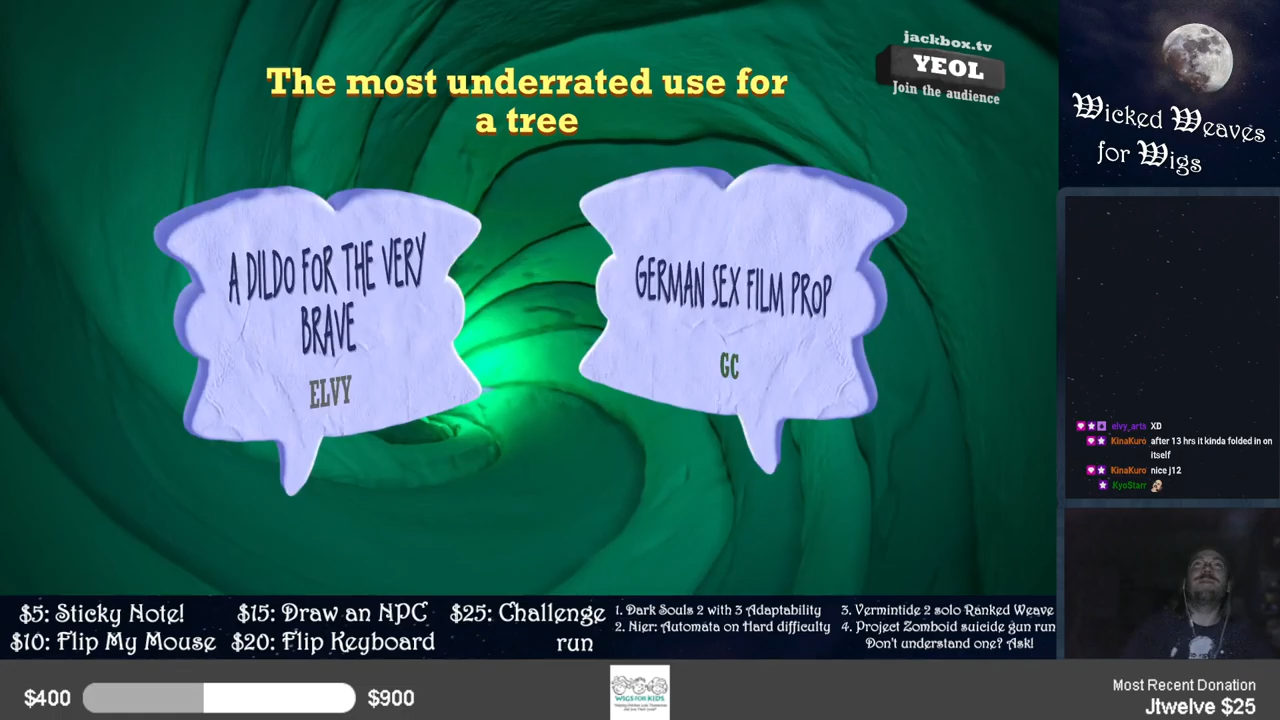 The most underrated use for
a tree
jackbox.tv
YEOL
Join the audience
A DILDO FOR THE VERY
BRAVE
ELVY
GERMAN SEX FILM PROP
GC
Wicked Weaves
for Wigs
elvy_arts XD
KinaKuro after 13 hrs it kinda folded in on
itself
KinaKuro nice j12
KyoStarr
$5: Sticky Note!
$10: Flip My Mouse
$15: Draw an NPC
$20: Flip Keyboard
$25: Challenge
run
1. Dark Souls 2 with 3 Adaptability
2. Nier: Automata on Hard difficulty
3. Vermintide 2 solo Ranked Weave
4. Project Zomboid suicide gun run
Don't understand one? Ask!
$400
$900
WIGS FOR KIDS
Most Recent Donation
Jtwelve $25